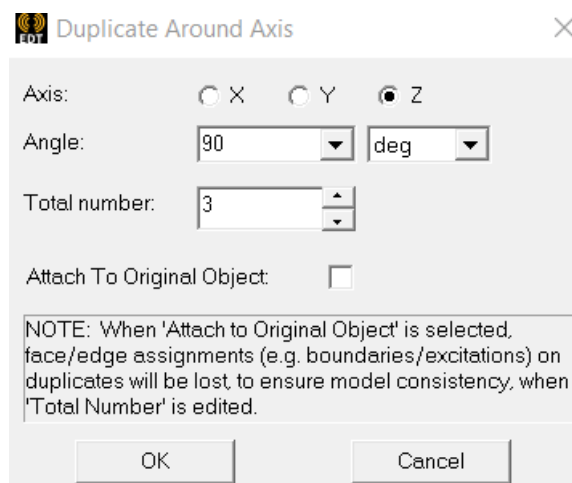 EDT Duplicate Around Axis
Axis: X Y Z
Angle: 90 deg
Total number: 3
Attach To Original Object:
NOTE: When 'Attach to Original Object' is selected,
face/edge assignments (e.g. boundaries/excitations) on
duplicates will be lost, to ensure model consistency, when
'Total Number' is edited.
OK Cancel